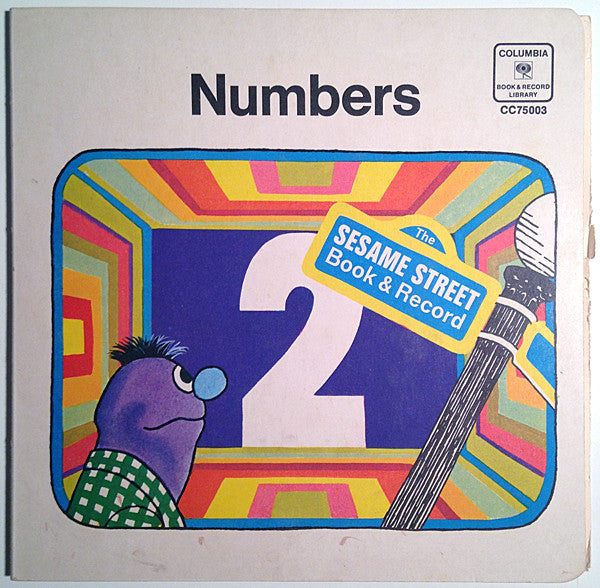 COLUMBIA
BOOK & RECORD
LIBRARY
CC75003
Numbers
The
SESAME STREET
Book & Record
2